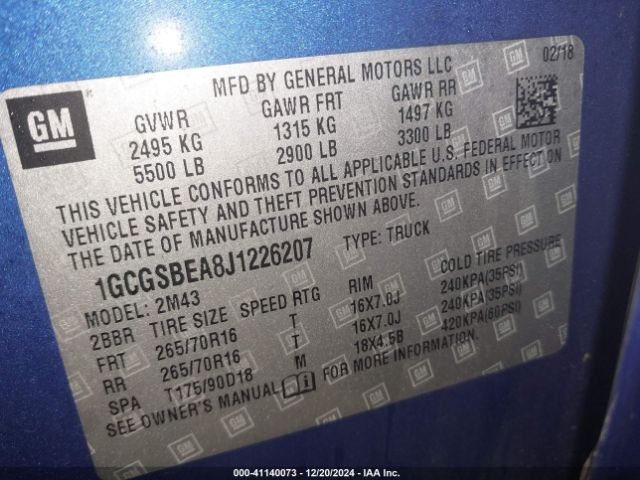 GM
MFD BY GENERAL MOTORS LLC
02/18
GVWR GAWR FRT GAWR RR
2495 KG 1315 KG 1497 KG
5500 LB 2900 LB 3300 LB
THIS VEHICLE CONFORMS TO ALL APPLICABLE U.S. FEDERAL MOTOR
VEHICLE SAFETY AND THEFT PREVENTION STANDARDS IN EFFECT ON
THE DATE OF MANUFACTURE SHOWN ABOVE.
1GCGSBEA8J1226207 TYPE: TRUCK
MODEL: 2M43
2BBR TIRE SIZE SPEED RTG RIM COLD TIRE PRESSURE
FRT 265/70R16 T 16X7.0J 240KPA(35PSI)
RR 265/70R16 T 16X7.0J 240KPA(35PSI)
SPA T175/90D18 M 18X4.5B 420KPA(60PSI)
SEE OWNER'S MANUAL
000-41140073 — 12/20/2024 — IAA Inc.